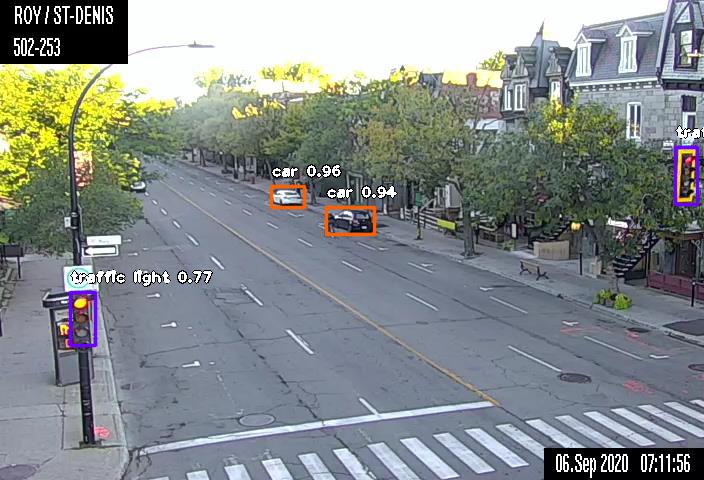 ROY / ST-DENIS
502-253
car 0.96
car 0.94
traf
traffic light 0.77
06.Sep 2020 07:11:56